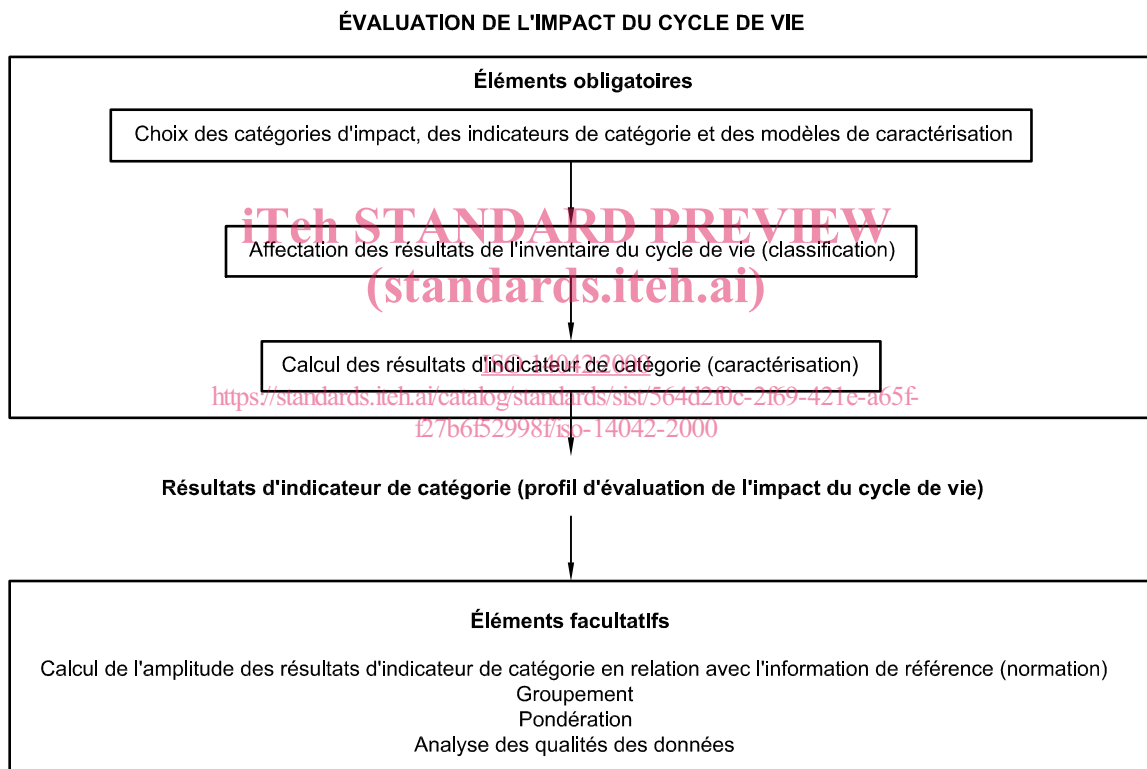 ÉVALUATION DE L'IMPACT DU CYCLE DE VIE
Éléments obligatoires
Choix des catégories d'impact, des indicateurs de catégorie et des modèles de caractérisation
iTeh STANDARD PREVIEW
Affectation des résultats de l'inventaire du cycle de vie (classification)
(standards.iteh.ai)
Calcul des résultats d'indicateur de catégorie (caractérisation)
ISO 14042:2000
https://standards.iteh.ai/catalog/standards/sist/564d2f0c-2f69-421e-a65f-
f27b6f52998f/iso-14042-2000
Résultats d'indicateur de catégorie (profil d'évaluation de l'impact du cycle de vie)
Éléments facultatifs
Calcul de l'amplitude des résultats d'indicateur de catégorie en relation avec l'information de référence (normation)
Groupement
Pondération
Analyse des qualités des données